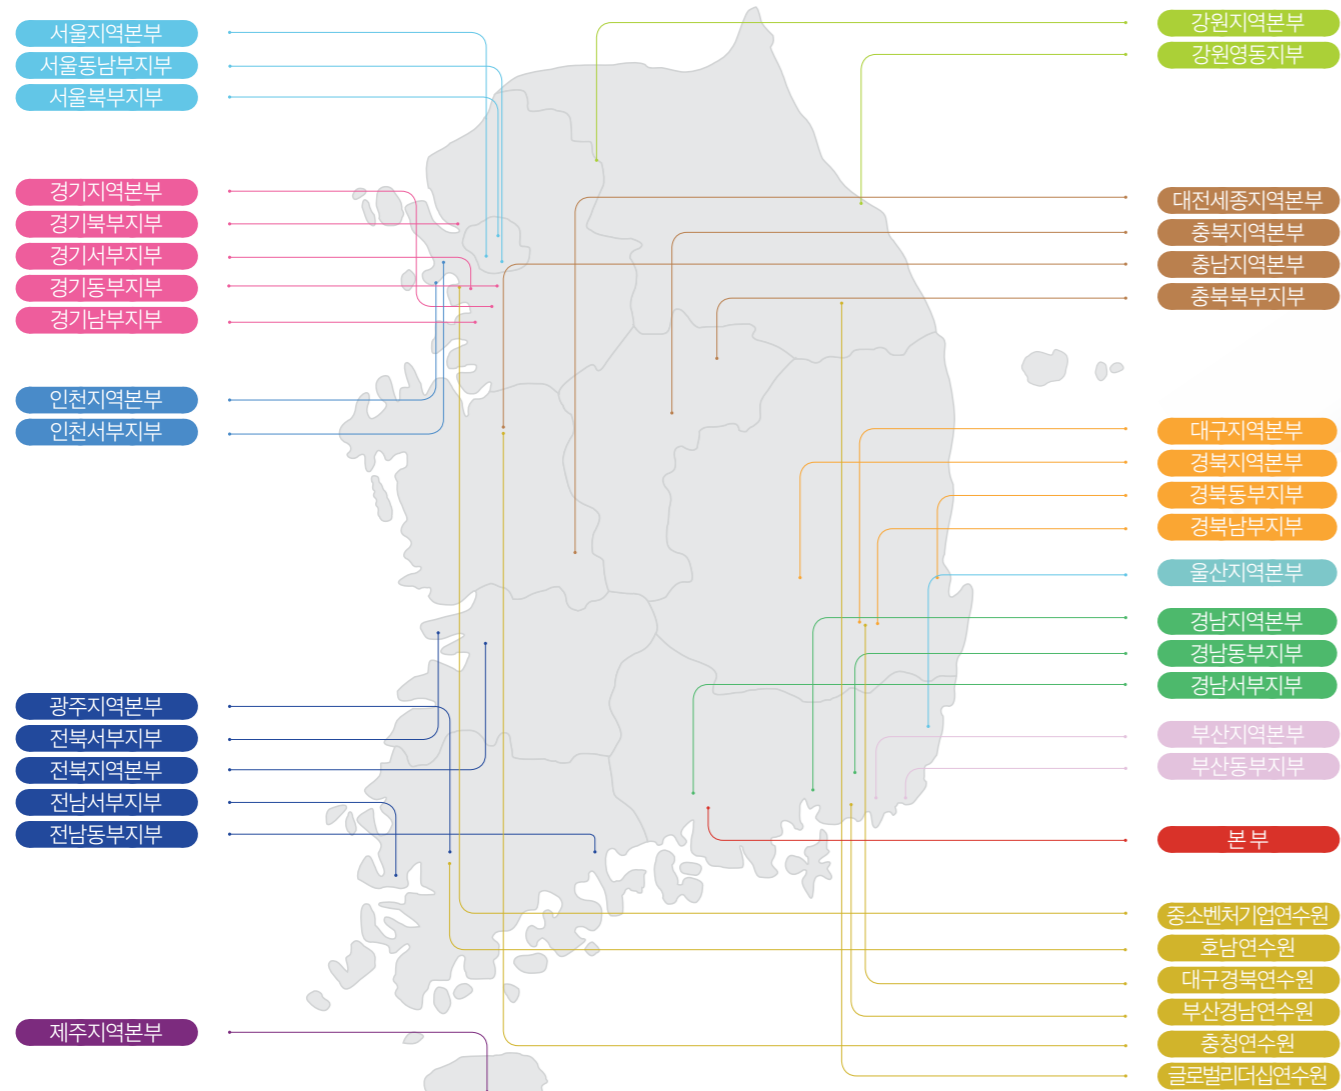 서울지역본부
서울동남부지부
서울북부지부
경기지역본부
경기북부지부
경기서부지부
경기동부지부
경기남부지부
인천지역본부
인천서부지부
광주지역본부
전북서부지부
전북지역본부
전남서부지부
전남동부지부
제주지역본부
강원지역본부
강원영동지부
대전세종지역본부
충북지역본부
충남지역본부
충북북부지부
대구지역본부
경북지역본부
경북동부지부
경북남부지부
울산지역본부
경남지역본부
경남동부지부
경남서부지부
부산지역본부
부산동부지부
본 부
중소벤처기업연수원
호남연수원
대구경북연수원
부산경남연수원
충청연수원
글로벌리더십연수원